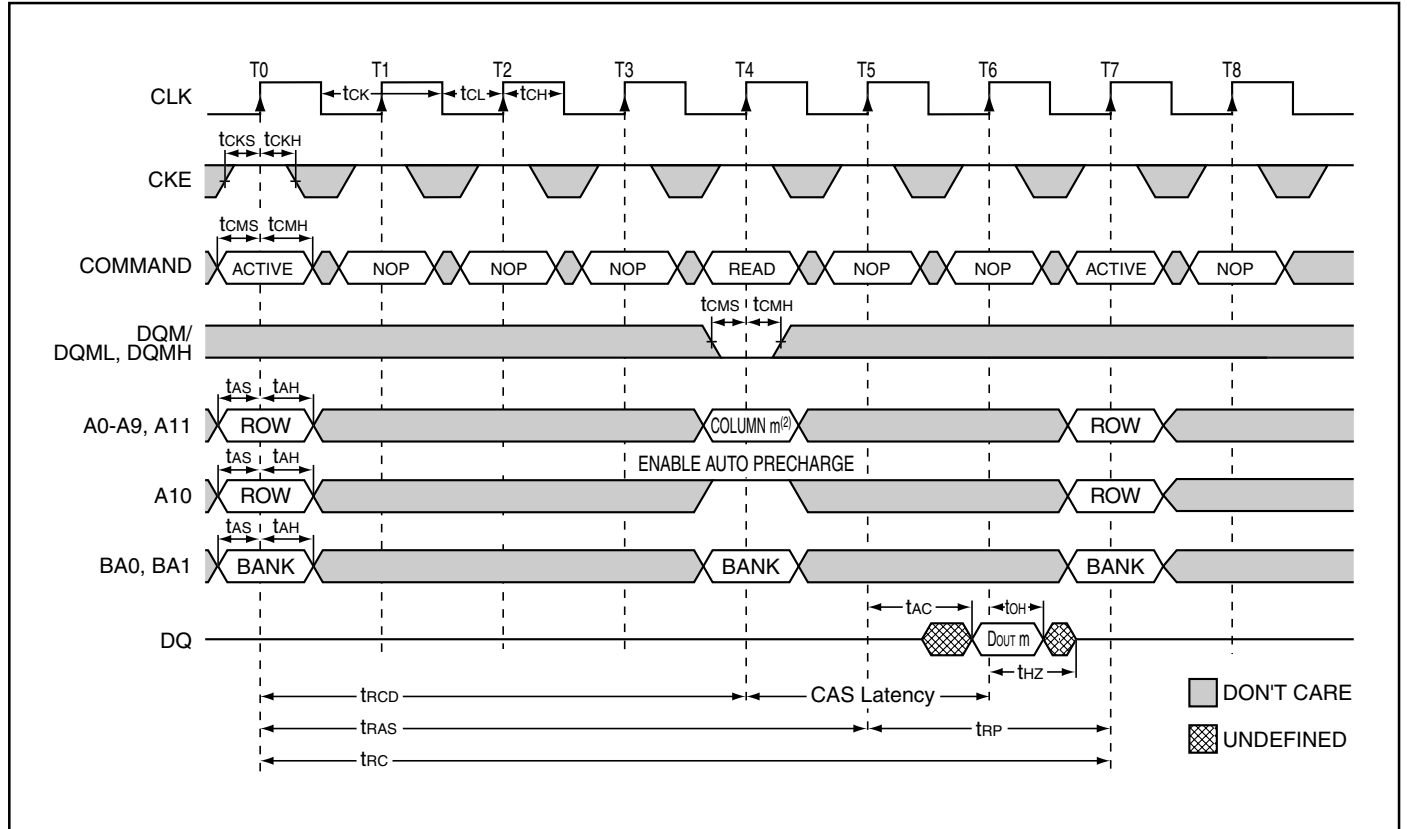 T0 T1 T2 T3 T4 T5 T6 T7 T8
CLK
tCK tCL tCH
tCKS tCKH
CKE
tCMS tCMH
COMMAND ACTIVE NOP NOP NOP READ NOP NOP ACTIVE NOP
tCMS tCMH
DQM/
DQML, DQMH
tAS tAH
A0-A9, A11 ROW COLUMN m(2) ROW
tAS tAH
ENABLE AUTO PRECHARGE
A10 ROW ROW
tAS tAH
BA0, BA1 BANK BANK BANK
tAC tOH
DQ DOUT m
tHZ
tRCD CAS Latency
DON'T CARE
tRAS tRP
UNDEFINED
tRC